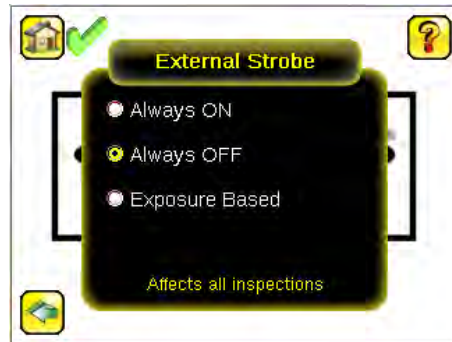 External Strobe
Always ON
Always OFF
Exposure Based
Affects all inspections